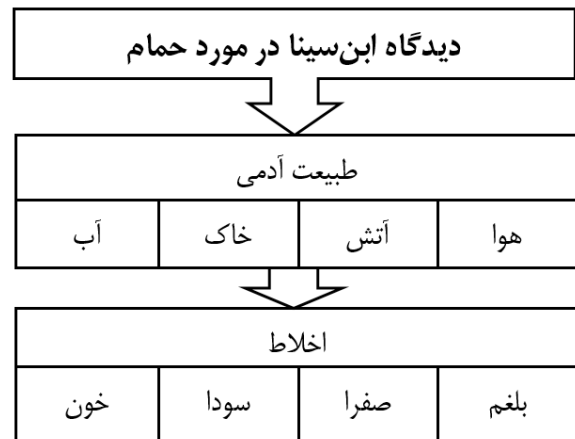 دیدگاه ابن‌سینا در مورد حمام
طبیعت آدمی
هوا آتش خاک آب
اخلاط
بلغم صفرا سودا خون